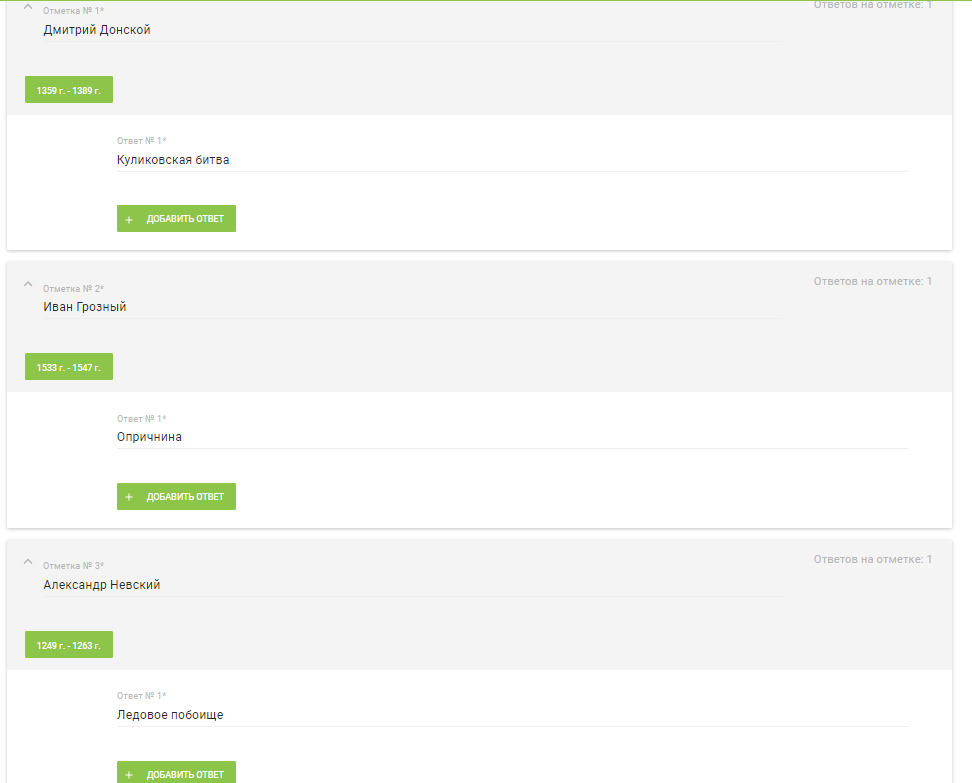 Ответов на отметке: 1
Отметка № 1*
Дмитрий Донской
1359 г. - 1389 г.
Ответ № 1*
Куликовская битва
+ ДОБАВИТЬ ОТВЕТ
Ответов на отметке: 1
Отметка № 2*
Иван Грозный
1533 г. - 1547 г.
Ответ № 1*
Опричнина
+ ДОБАВИТЬ ОТВЕТ
Ответов на отметке: 1
Отметка № 3*
Александр Невский
1249 г. - 1263 г.
Ответ № 1*
Ледовое побоище
+ ДОБАВИТЬ ОТВЕТ